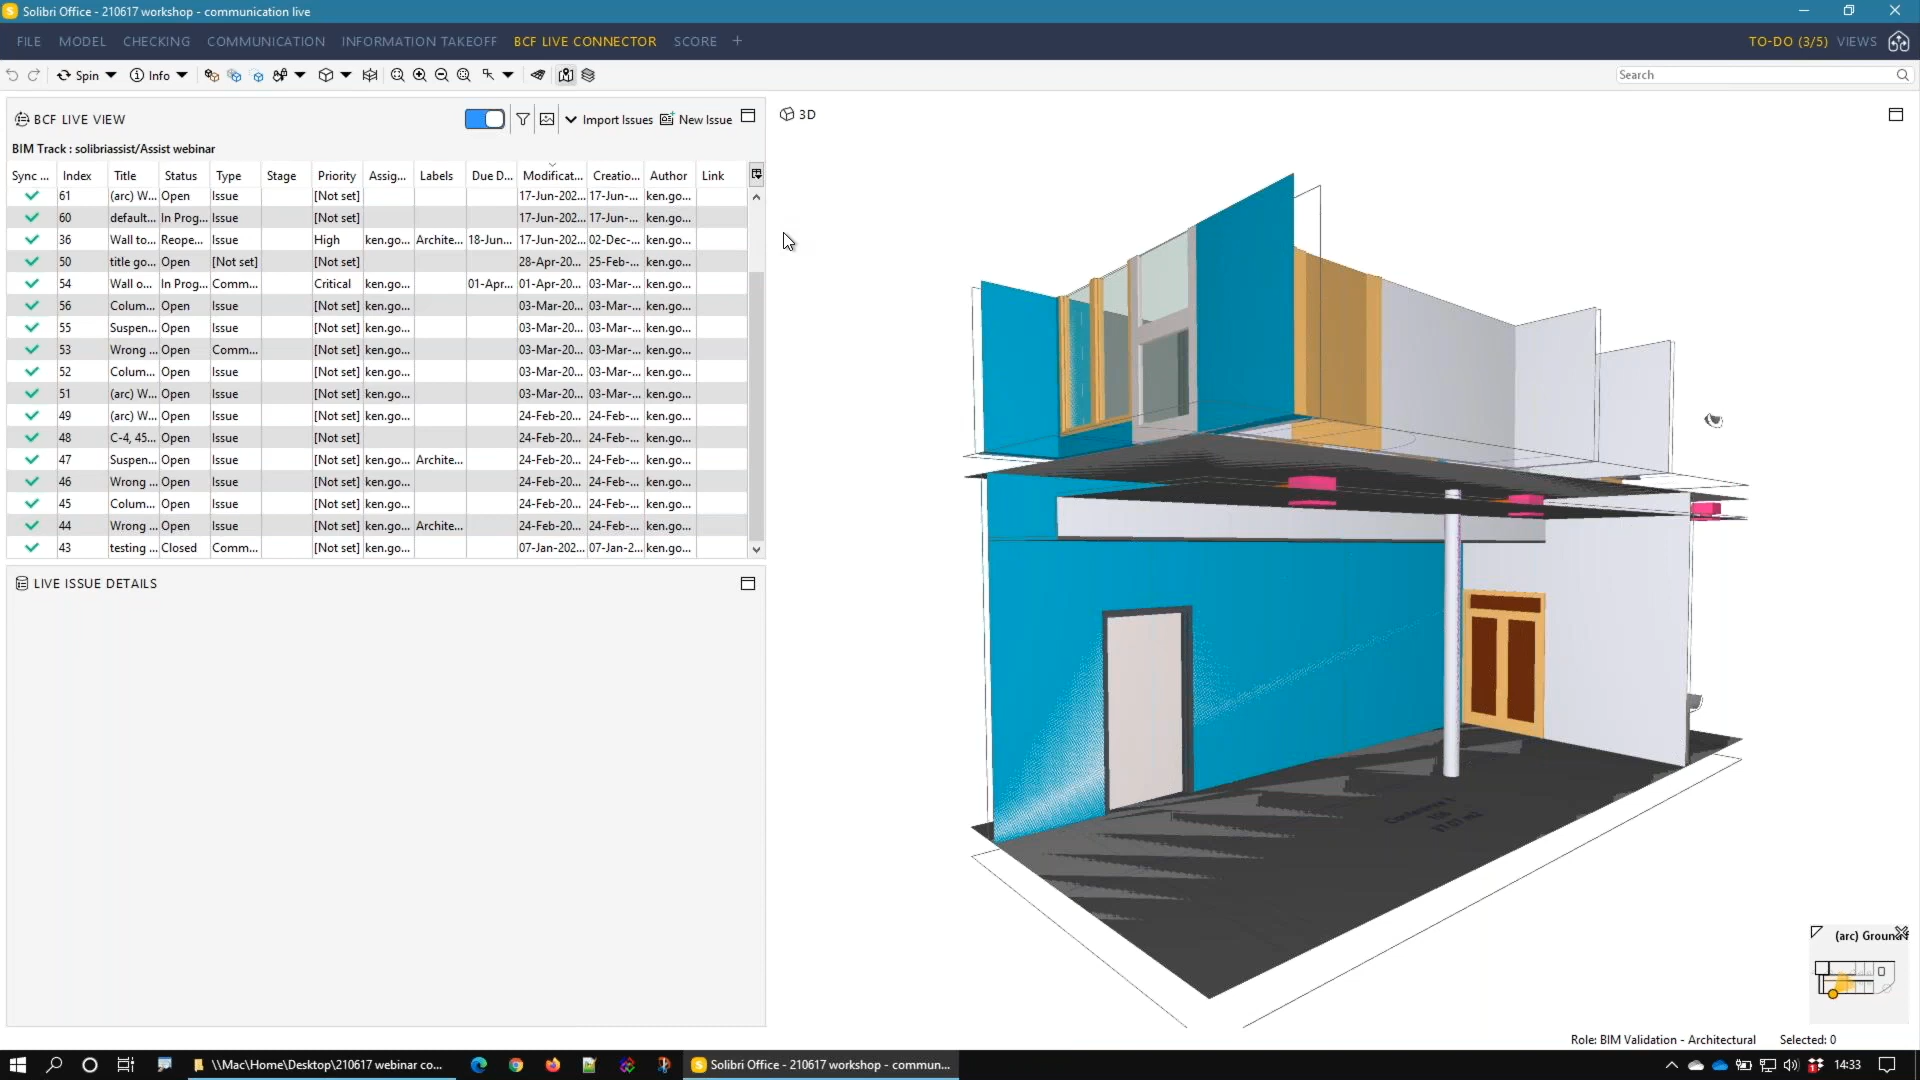 Solibri Office - 210617 workshop - communication live
FILE MODEL CHECKING COMMUNICATION INFORMATION TAKEOFF BCF LIVE CONNECTOR SCORE + TO-DO (3/5) VIEWS
Spin Info Search
BCF LIVE VIEW Import Issues New Issue 3D
BIM Track : solibriassist/Assist webinar
Sync ... Index Title Status Type Stage Priority Assig... Labels Due D... Modificat... Creatio... Author Link
61 (arc) W... Open Issue [Not set] 17-Jun-202... 17-Jun-... ken.go...
60 default... In Prog... Issue [Not set] 17-Jun-202... 17-Jun-... ken.go...
36 Wall to... Reope... Issue High ken.go... Archite... 18-Jun... 17-Jun-202... 02-Dec-... ken.go...
50 title go... Open [Not set] [Not set] 28-Apr-20... 25-Feb-... ken.go...
54 Wall o... In Prog... Comm... Critical ken.go... 01-Apr... 01-Apr-20... 03-Mar-... ken.go...
56 Colum... Open Issue [Not set] ken.go... 03-Mar-20... 03-Mar-... ken.go...
55 Suspen... Open Issue [Not set] ken.go... 03-Mar-20... 03-Mar-... ken.go...
53 Wrong ... Open Comm... [Not set] ken.go... 03-Mar-20... 03-Mar-... ken.go...
52 Colum... Open Issue [Not set] ken.go... 03-Mar-20... 03-Mar-... ken.go...
51 (arc) W... Open Issue [Not set] ken.go... 03-Mar-20... 03-Mar-... ken.go...
49 (arc) W... Open Issue [Not set] ken.go... 24-Feb-20... 24-Feb-... ken.go...
48 C-4, 45... Open Issue [Not set] 24-Feb-20... 24-Feb-... ken.go...
47 Suspen... Open Issue [Not set] ken.go... Archite... 24-Feb-20... 24-Feb-... ken.go...
46 Wrong ... Open Issue [Not set] ken.go... 24-Feb-20... 24-Feb-... ken.go...
45 Colum... Open Issue [Not set] ken.go... 24-Feb-20... 24-Feb-... ken.go...
44 Wrong ... Open Issue [Not set] ken.go... Archite... 24-Feb-20... 24-Feb-... ken.go...
43 testing ... Closed Comm... [Not set] ken.go... 07-Jan-202... 07-Jan-2... ken.go...
LIVE ISSUE DETAILS
(arc) Ground
Role: BIM Validation - Architectural Selected: 0
\\Mac\Home\Desktop\210617 webinar co... Solibri Office - 210617 workshop - commun... 14:33